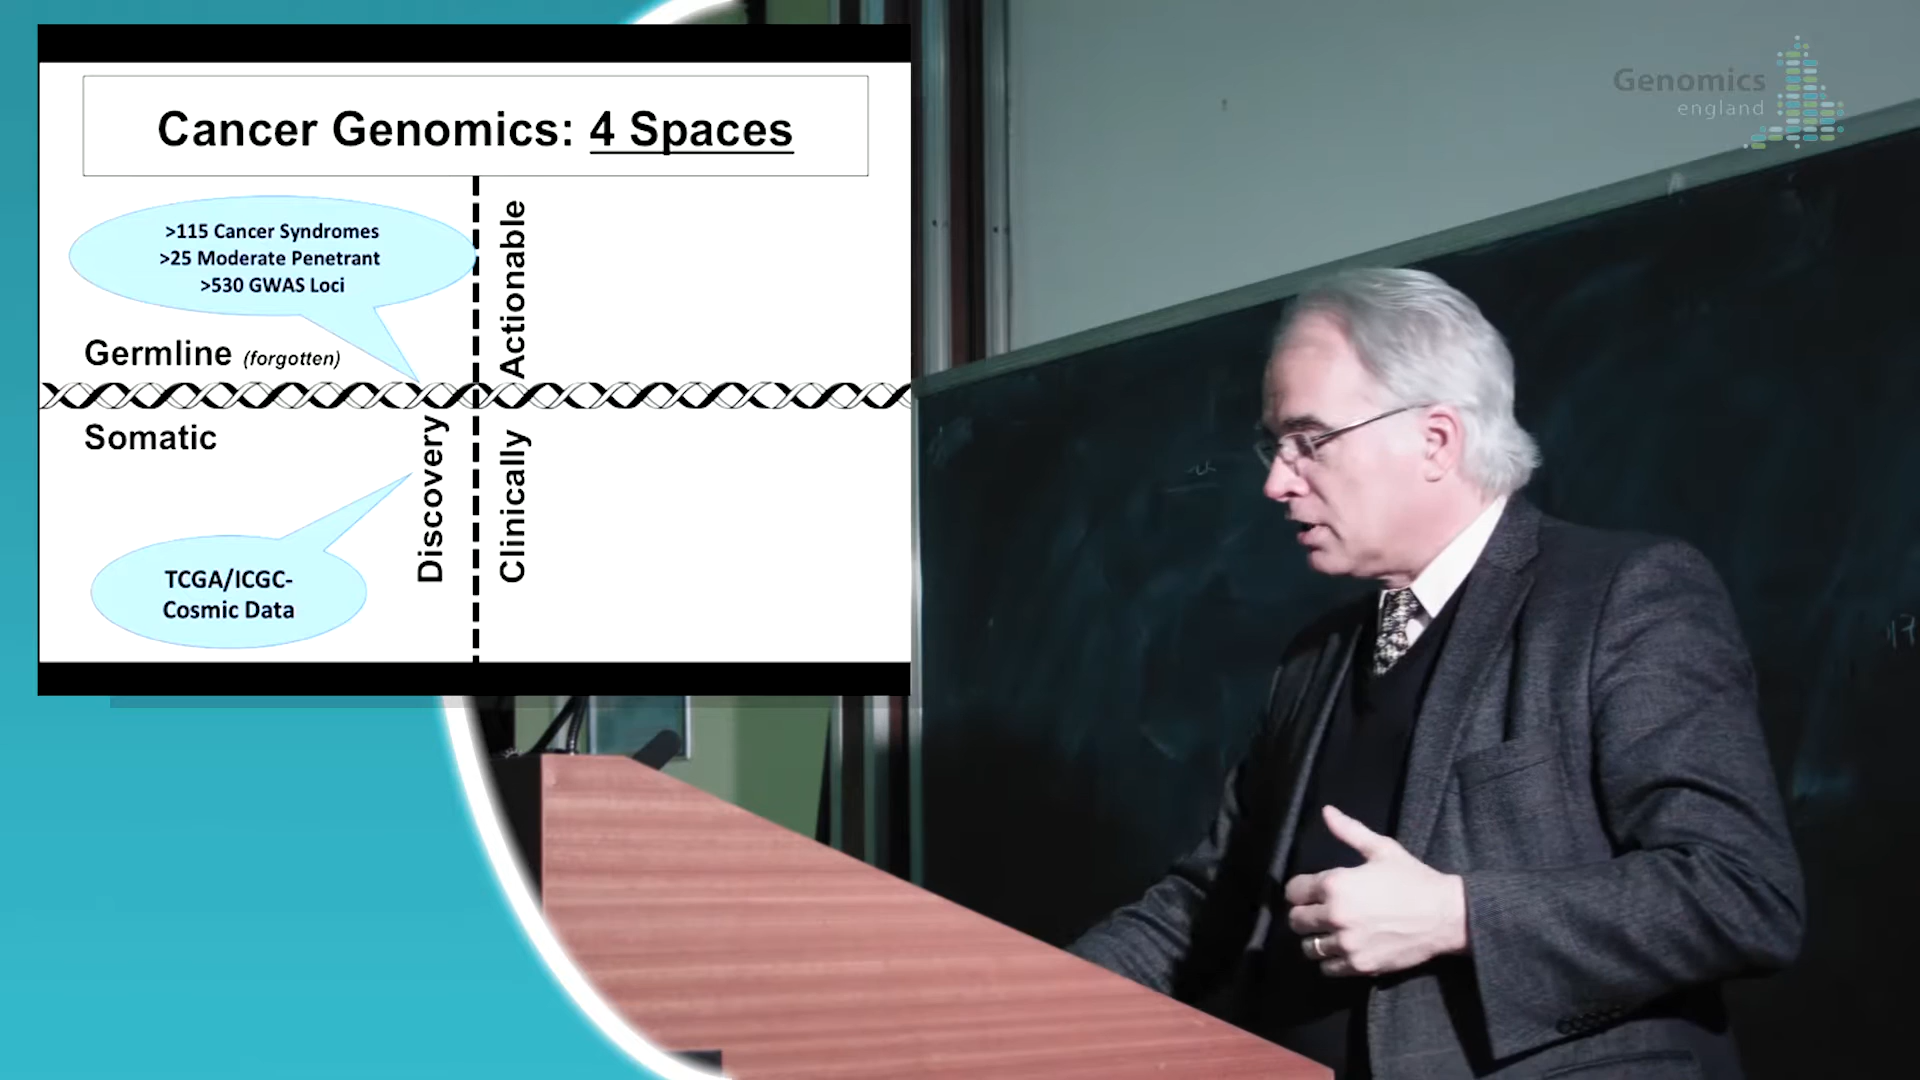 Cancer Genomics: 4 Spaces
>115 Cancer Syndromes
>25 Moderate Penetrant
>530 GWAS Loci
Germline (forgotten)
Somatic
Discovery
Clinically Actionable
TCGA/ICGC-
Cosmic Data
Genomics
england